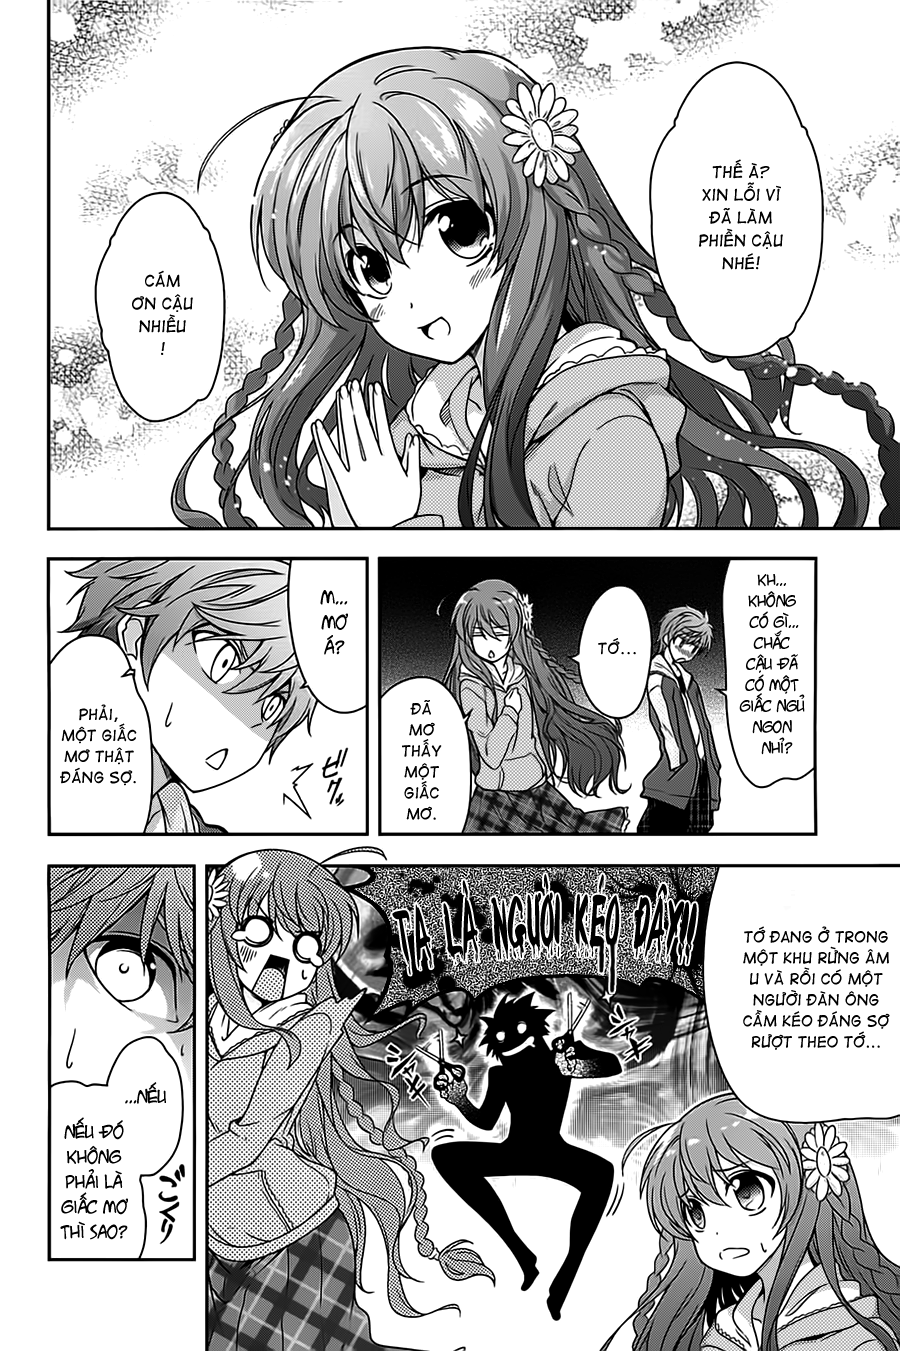 THẾ À?
XIN LỖI VÌ
ĐÃ LÀM
PHIỀN CẬU
NHÉ!
CÁM
ƠN CẬU
NHIỀU
!
KH...
KHÔNG
CÓ GÌ...
CHẮC
CẬU ĐÃ
CÓ MỘT
GIẤC NGỦ
NGON
NHỈ?
TỚ...
ĐÃ
MƠ
THẤY
MỘT
GIẤC
MƠ.
M...
MƠ
Á?
PHẢI,
MỘT GIẤC
MƠ THẬT
ĐÁNG SỢ.
ビグ
TỚ ĐANG Ở TRONG
MỘT KHU RỪNG ÂM
U VÀ RỒI CÓ MỘT
NGƯỜI ĐÀN ÔNG
CẦM KÉO ĐÁNG SỢ
RƯỢT THEO TỚ...
TA LÀ NGƯỜI KÉO ĐÂY!!
...NẾU
NẾU ĐÓ
KHÔNG
PHẢI LÀ
GIẤC MƠ
THÌ SAO?